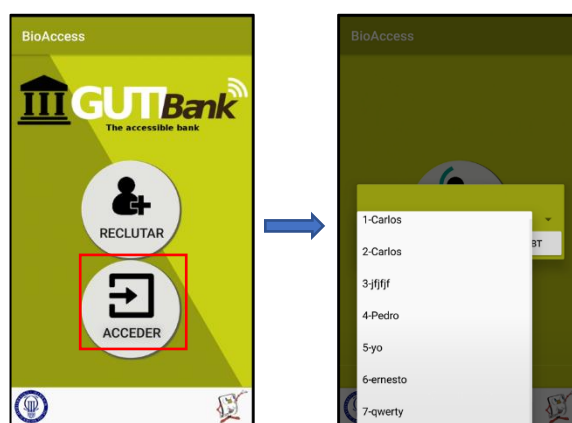 BioAccess
GUTIBank
The accessible bank
RECLUTAR
ACCEDER
BioAccess
1-Carlos
2-Carlos
3-jfjfjf
4-Pedro
5-yo
6-ernesto
7-qwerty
BT